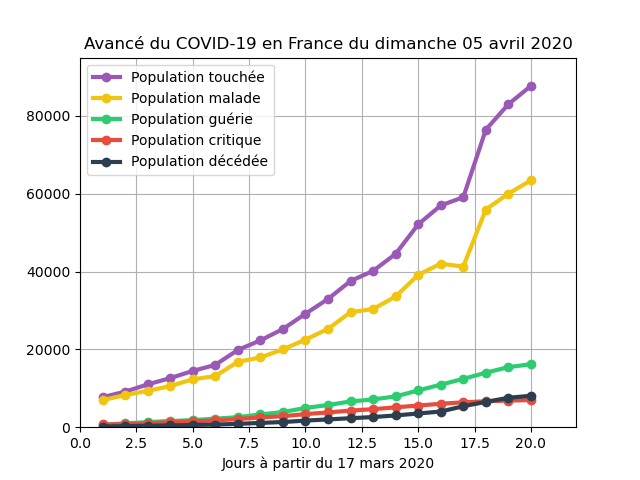 Avancé du COVID-19 en France du dimanche 05 avril 2020
Population touchée
Population malade
Population guérie
Population critique
Population décédée
80000
60000
40000
20000
0
0.0 2.5 5.0 7.5 10.0 12.5 15.0 17.5 20.0
Jours à partir du 17 mars 2020